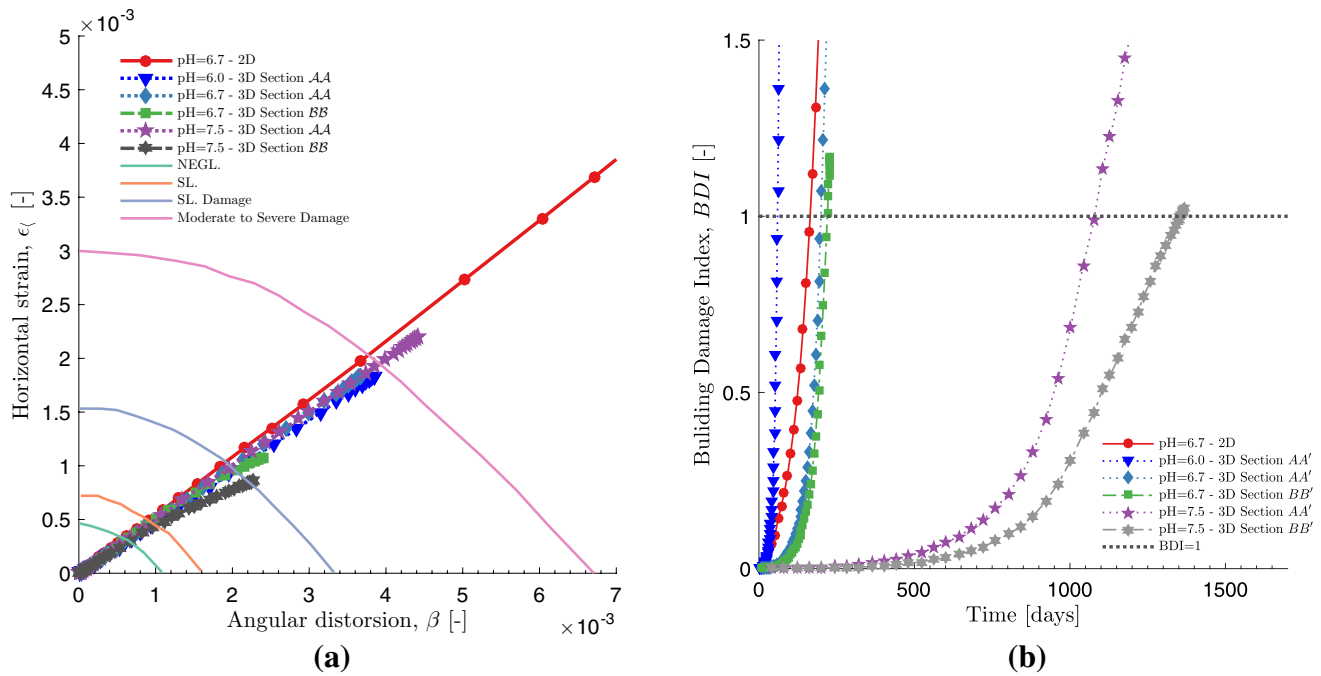 ×10⁻³
5
4.5
4
3.5
3
2.5
2
1.5
1
0.5
0
Horizontal strain, ϵ⟨ [-]
pH=6.7 - 2D
pH=6.0 - 3D Section 𝒜𝒜
pH=6.7 - 3D Section 𝒜𝒜
pH=6.7 - 3D Section ℬℬ
pH=7.5 - 3D Section 𝒜𝒜
pH=7.5 - 3D Section ℬℬ
NEGL.
SL.
SL. Damage
Moderate to Severe Damage
0 1 2 3 4 5 6 7
Angular distorsion, β [-]
×10⁻³
(a)
1.5
1
0.5
0
Buliding Damage Index, BDI [-]
pH=6.7 - 2D
pH=6.0 - 3D Section AA′
pH=6.7 - 3D Section AA′
pH=6.7 - 3D Section BB′
pH=7.5 - 3D Section AA′
pH=7.5 - 3D Section BB′
BDI=1
0 500 1000 1500
Time [days]
(b)